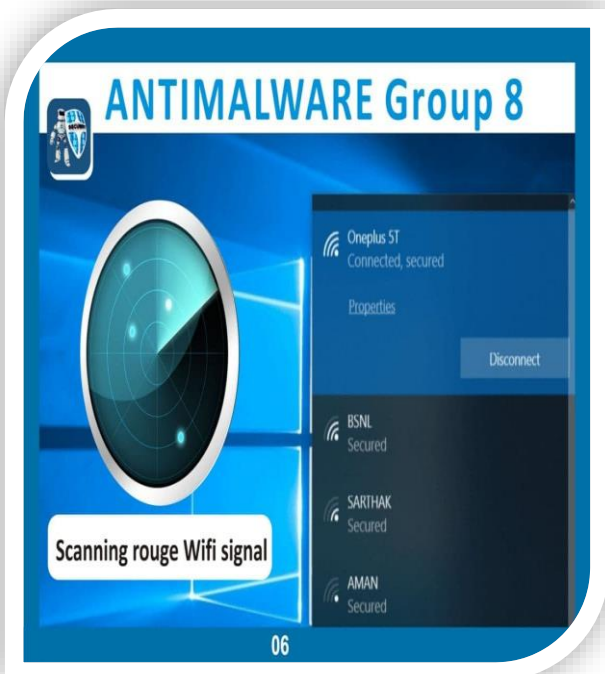 ANTIMALWARE Group 8
SECURITY
Oneplus 5T
Connected, secured
Properties
Disconnect
BSNL
Secured
SARTHAK
Secured
AMAN
Secured
Scanning rouge Wifi signal
06